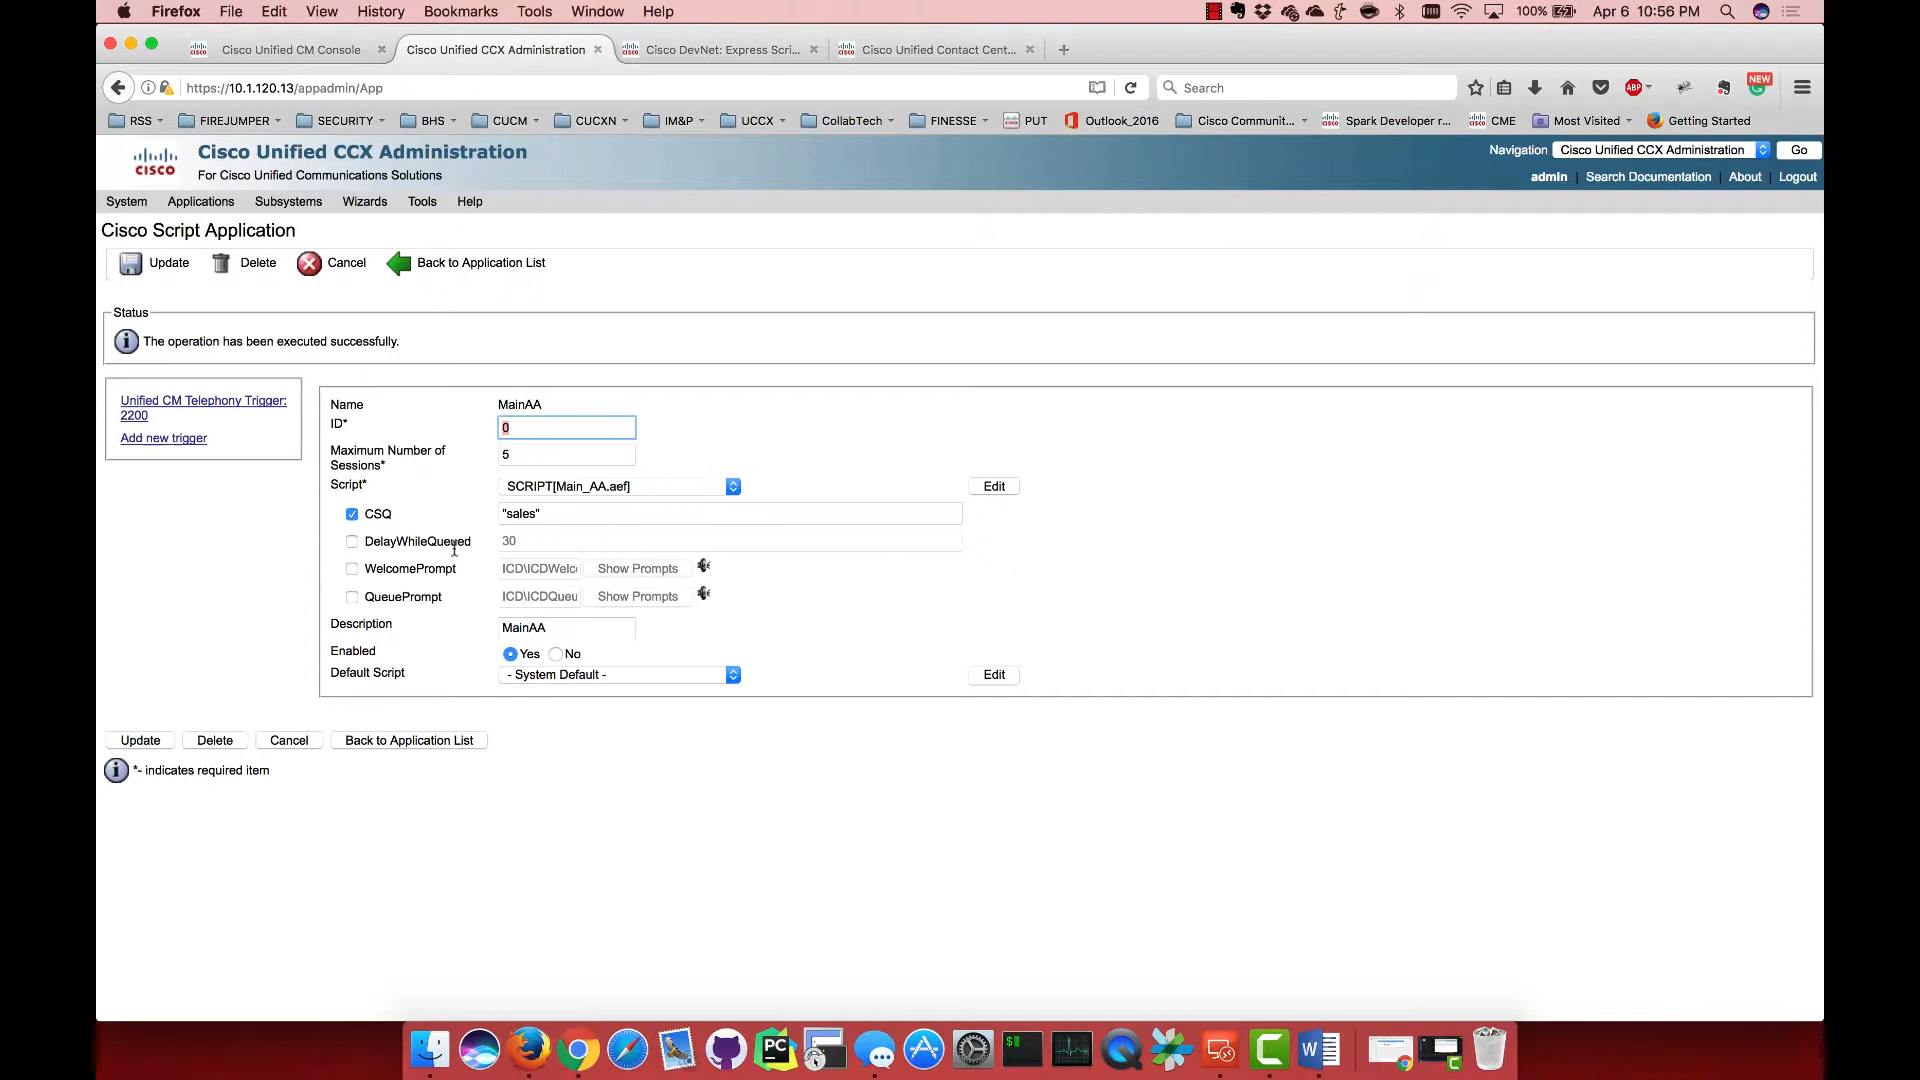 Firefox File Edit View History Bookmarks Tools Window Help 100% Apr 6 10:56 PM
Cisco Unified CM Console Cisco Unified CCX Administration Cisco DevNet: Express Scri... Cisco Unified Contact Cent...
https://10.1.120.13/appadmin/App Search ABP NEW
RSS FIREJUMPER SECURITY BHS CUCM CUCXN IM&P UCCX CollabTech FINESSE PUT Outlook_2016 Cisco Communit... Spark Developer r... CME Most Visited Getting Started
CISCO
Cisco Unified CCX Administration
For Cisco Unified Communications Solutions
Navigation Cisco Unified CCX Administration Go
admin | Search Documentation | About | Logout
System Applications Subsystems Wizards Tools Help
Cisco Script Application
Update Delete Cancel Back to Application List
Status
The operation has been executed successfully.
Unified CM Telephony Trigger:
2200
Add new trigger
Name MainAA
ID* 0
Maximum Number of
Sessions* 5
Script* SCRIPT[Main_AA.aef] Edit
CSQ "sales"
DelayWhileQueued 30
WelcomePrompt ICD\ICDWelc Show Prompts
QueuePrompt ICD\ICDQueu Show Prompts
Description MainAA
Enabled Yes No
Default Script - System Default - Edit
Update Delete Cancel Back to Application List
*- indicates required item
PC
$
W